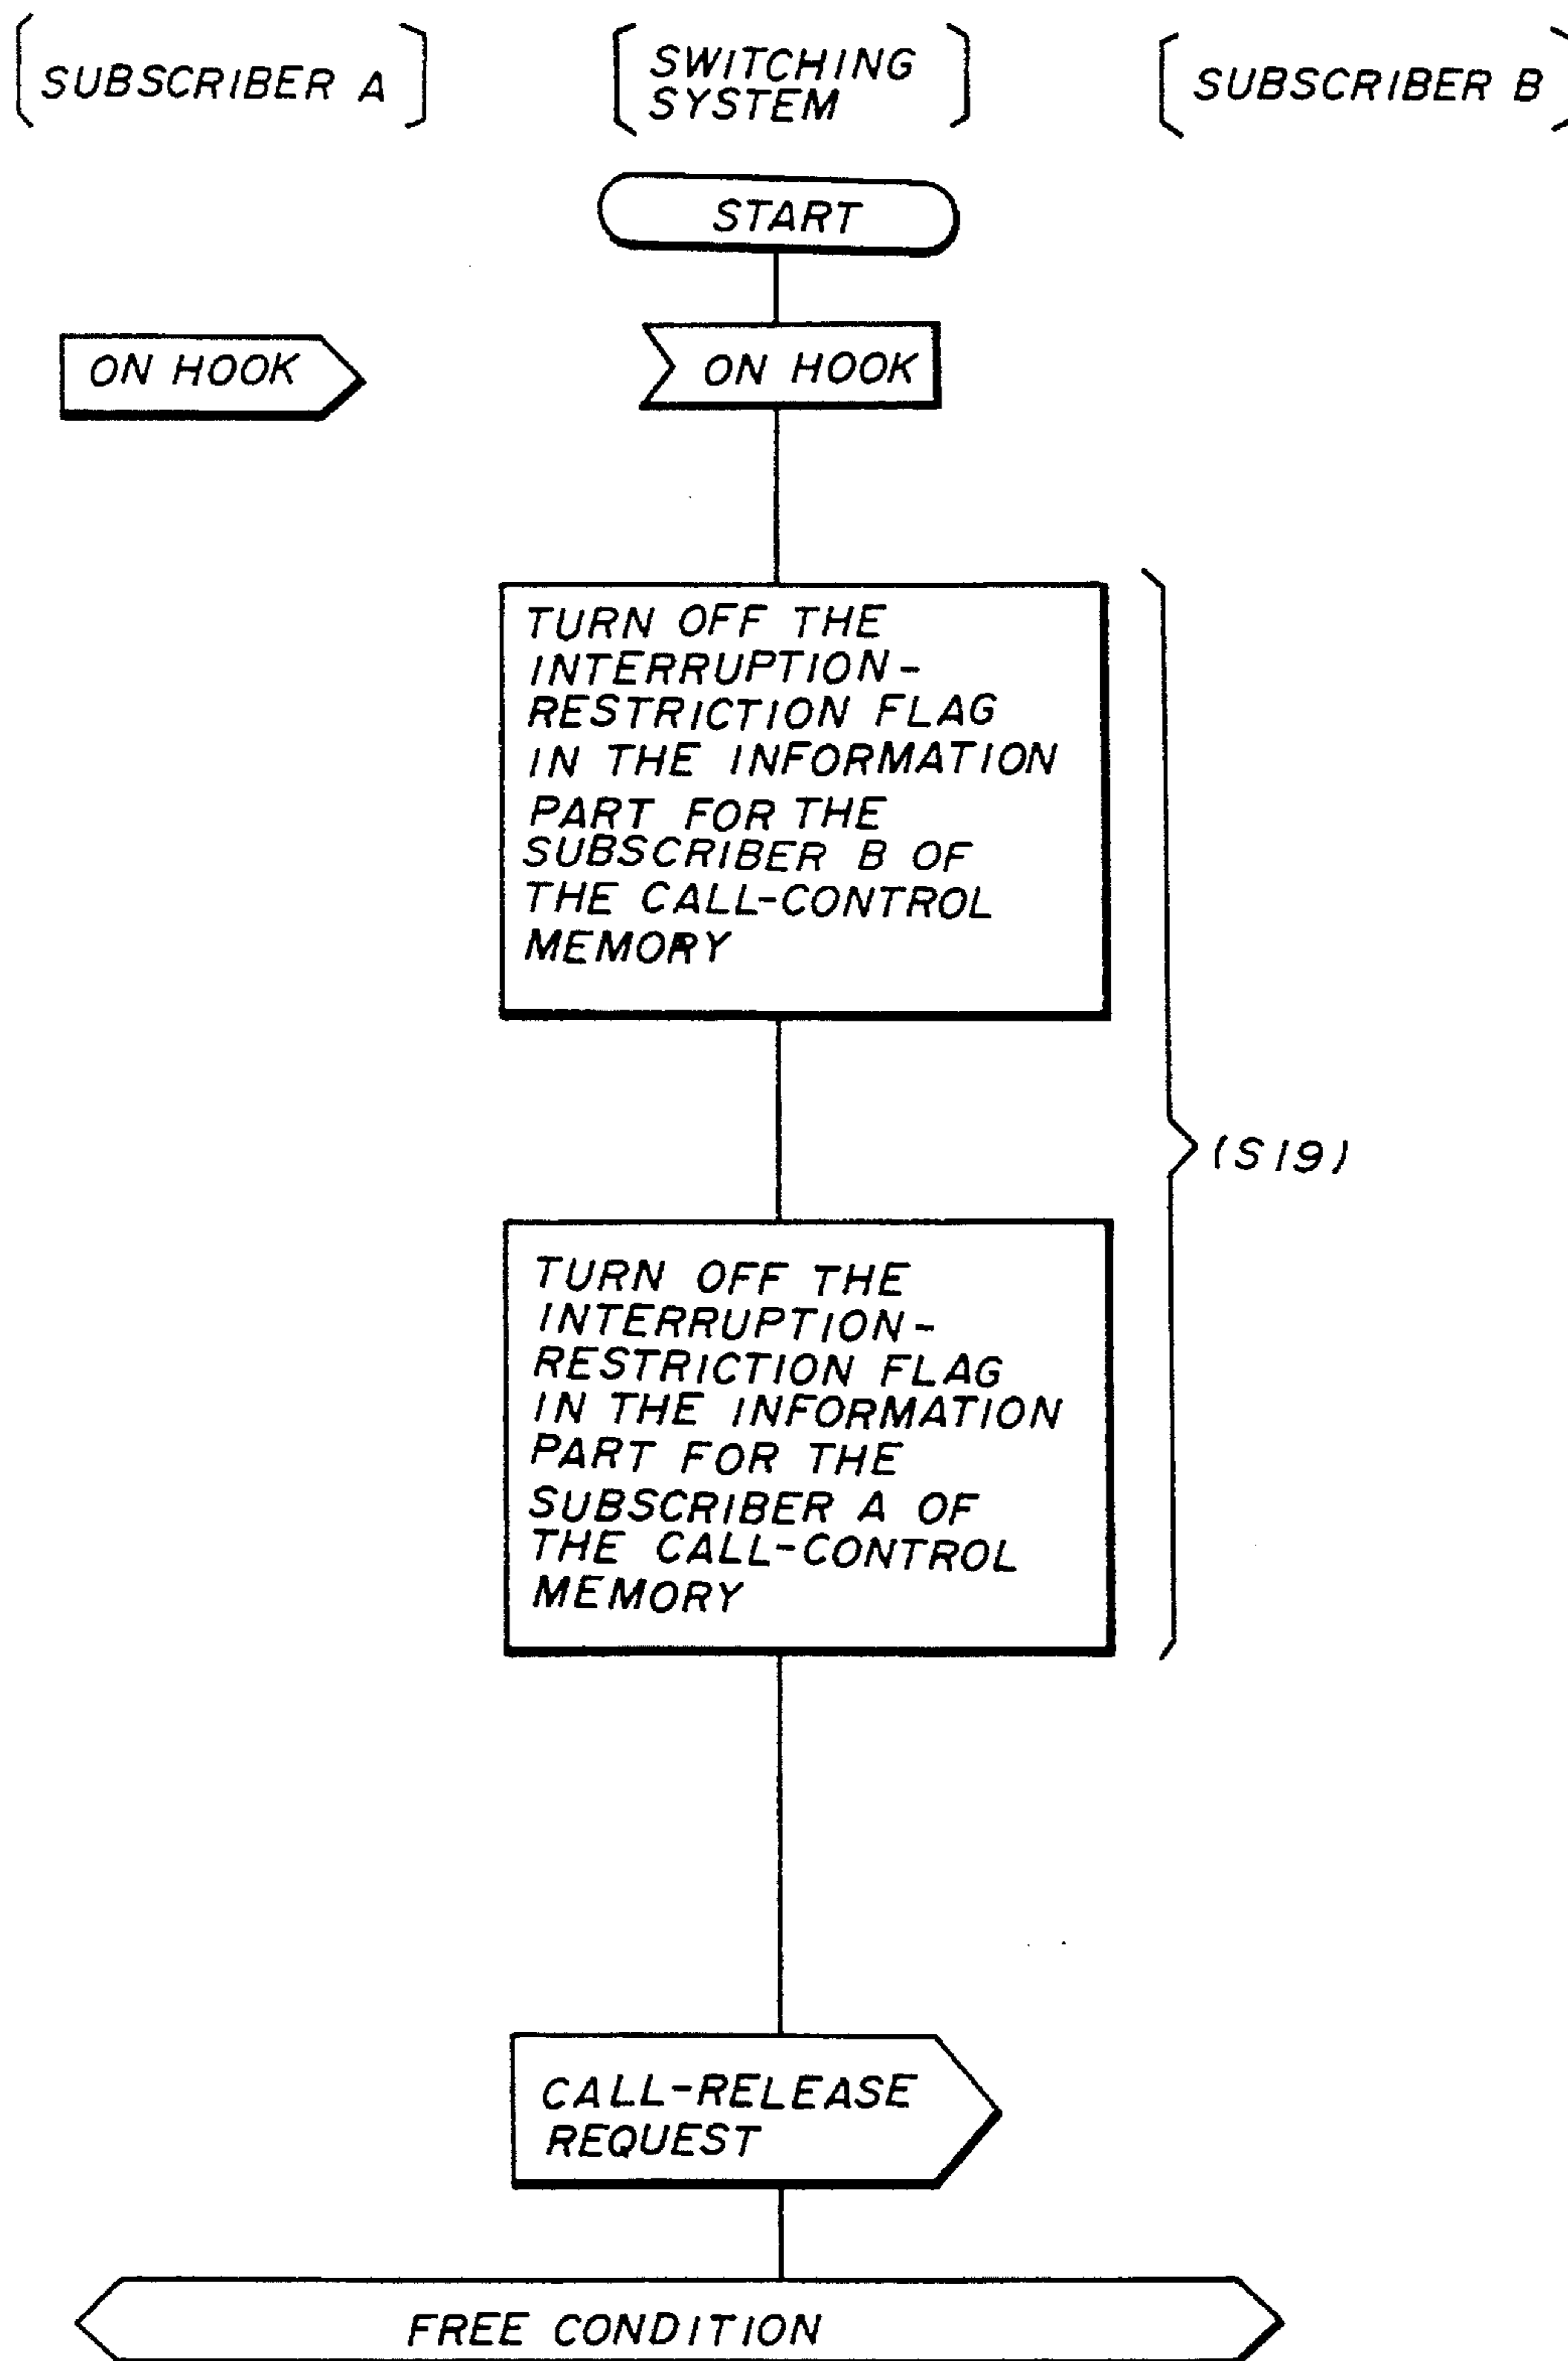 SUBSCRIBER A
SWITCHING
SYSTEM
SUBSCRIBER B
START
ON HOOK
ON HOOK
TURN OFF THE
INTERRUPTION-
RESTRICTION FLAG
IN THE INFORMATION
PART FOR THE
SUBSCRIBER B OF
THE CALL-CONTROL
MEMORY
(S19)
TURN OFF THE
INTERRUPTION-
RESTRICTION FLAG
IN THE INFORMATION
PART FOR THE
SUBSCRIBER A OF
THE CALL-CONTROL
MEMORY
CALL-RELEASE
REQUEST
FREE CONDITION